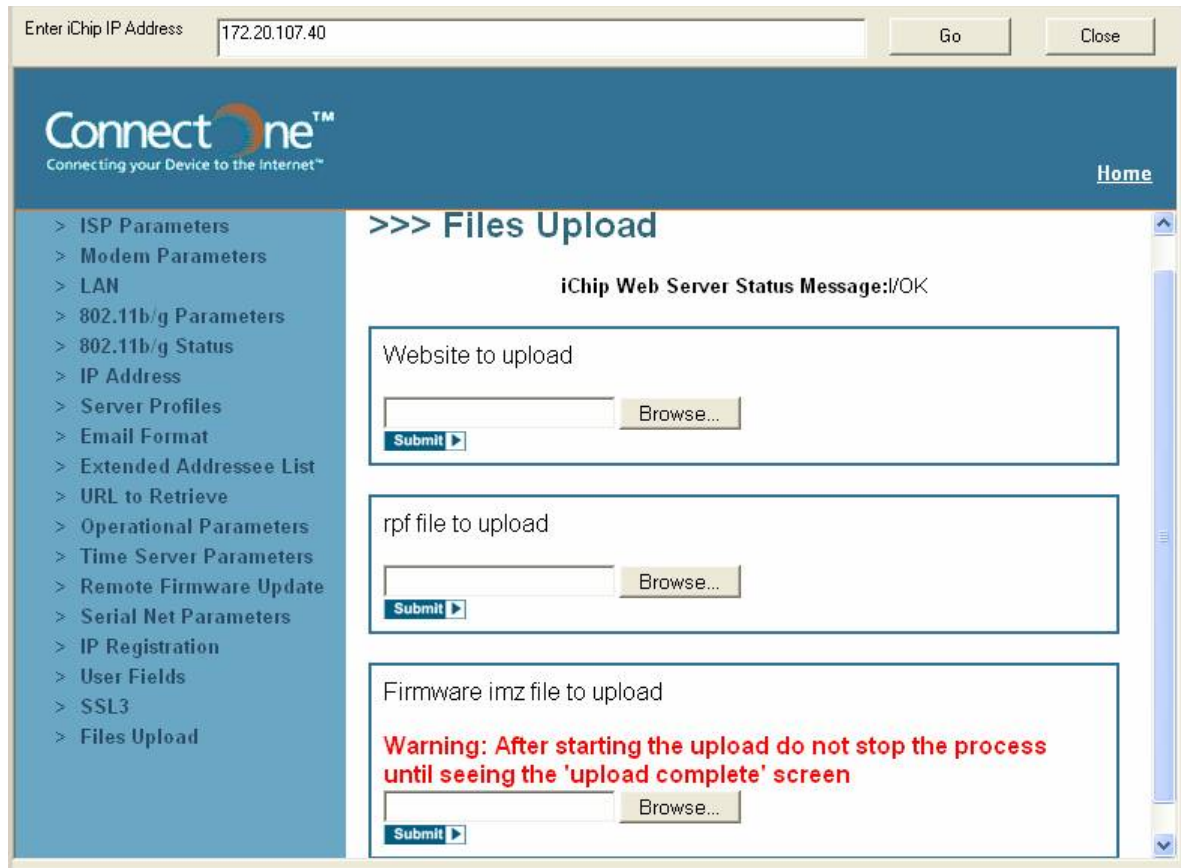 Enter iChip IP Address 172.20.107.40 Go Close
Connect One™
Connecting your Device to the Internet™
Home
> ISP Parameters
> Modem Parameters
> LAN
> 802.11b/g Parameters
> 802.11b/g Status
> IP Address
> Server Profiles
> Email Format
> Extended Addressee List
> URL to Retrieve
> Operational Parameters
> Time Server Parameters
> Remote Firmware Update
> Serial Net Parameters
> IP Registration
> User Fields
> SSL3
> Files Upload
>>> Files Upload
iChip Web Server Status Message:I/OK
Website to upload
Browse...
Submit
rpf file to upload
Browse...
Submit
Firmware imz file to upload
Warning: After starting the upload do not stop the process
until seeing the 'upload complete' screen
Browse...
Submit